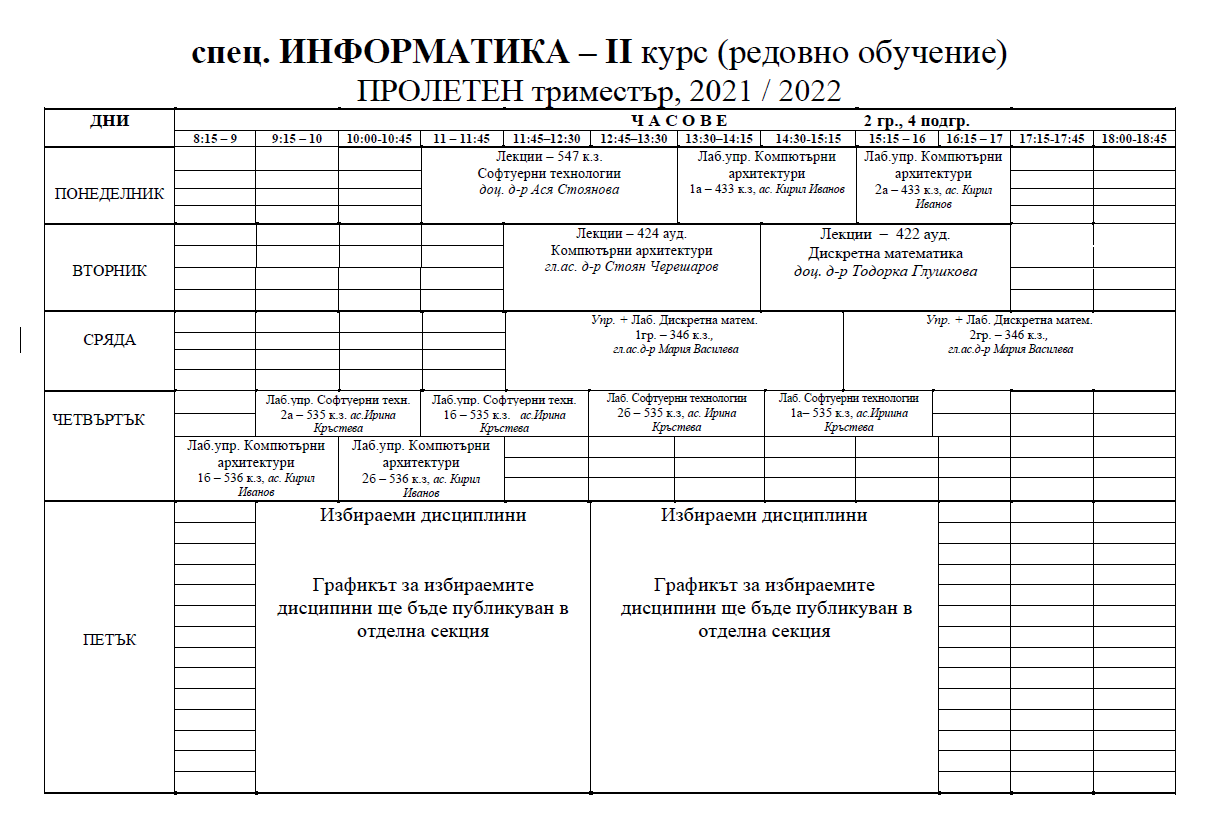 спец. ИНФОРМАТИКА – II курс (редовно обучение)
ПРОЛЕТЕН триместър, 2021 / 2022
ДНИ
Ч А С О В Е 2 гр., 4 подгр.
8:15 – 9 9:15 – 10 10:00-10:45 11 – 11:45 11:45–12:30 12:45–13:30 13:30–14:15 14:30-15:15 15:15 – 16 16:15 – 17 17:15-17:45 18:00-18:45
ПОНЕДЕЛНИК
Лекции – 547 к.з.
Софтуерни технологии
доц. д-р Ася Стоянова
Лаб.упр. Компютърни
архитектури
1а – 433 к.з, ас. Кирил Иванов
Лаб.упр. Компютърни
архитектури
2а – 433 к.з, ас. Кирил
Иванов
ВТОРНИК
Лекции – 424 ауд.
Компютърни архитектури
гл.ас. д-р Стоян Черешаров
Лекции – 422 ауд.
Дискретна математика
доц. д-р Тодорка Глушкова
СРЯДА
Упр. + Лаб. Дискретна матем.
1гр. – 346 к.з.,
гл.ас.д-р Мария Василева
Упр. + Лаб. Дискретна матем.
2гр. – 346 к.з.,
гл.ас.д-р Мария Василева
ЧЕТВЪРТЪК
Лаб.упр. Софтуерни техн.
2а – 535 к.з. ас.Ирина
Кръстева
Лаб.упр. Софтуерни техн.
1б – 535 к.з. ас.Ирина
Кръстева
Лаб. Софтуерни технологии
2б – 535 к.з, ас. Ирина
Кръстева
Лаб. Софтуерни технологии
1а– 535 к.з, ас.Ириина
Кръстева
Лаб.упр. Компютърни
архитектури
1б – 536 к.з, ас. Кирил
Иванов
Лаб.упр. Компютърни
архитектури
2б – 536 к.з, ас. Кирил
Иванов
ПЕТЪК
Избираеми дисциплини
Графикът за избираемите
дисципини ще бъде публикуван в
отделна секция
Избираеми дисциплини
Графикът за избираемите
дисципини ще бъде публикуван в
отделна секция